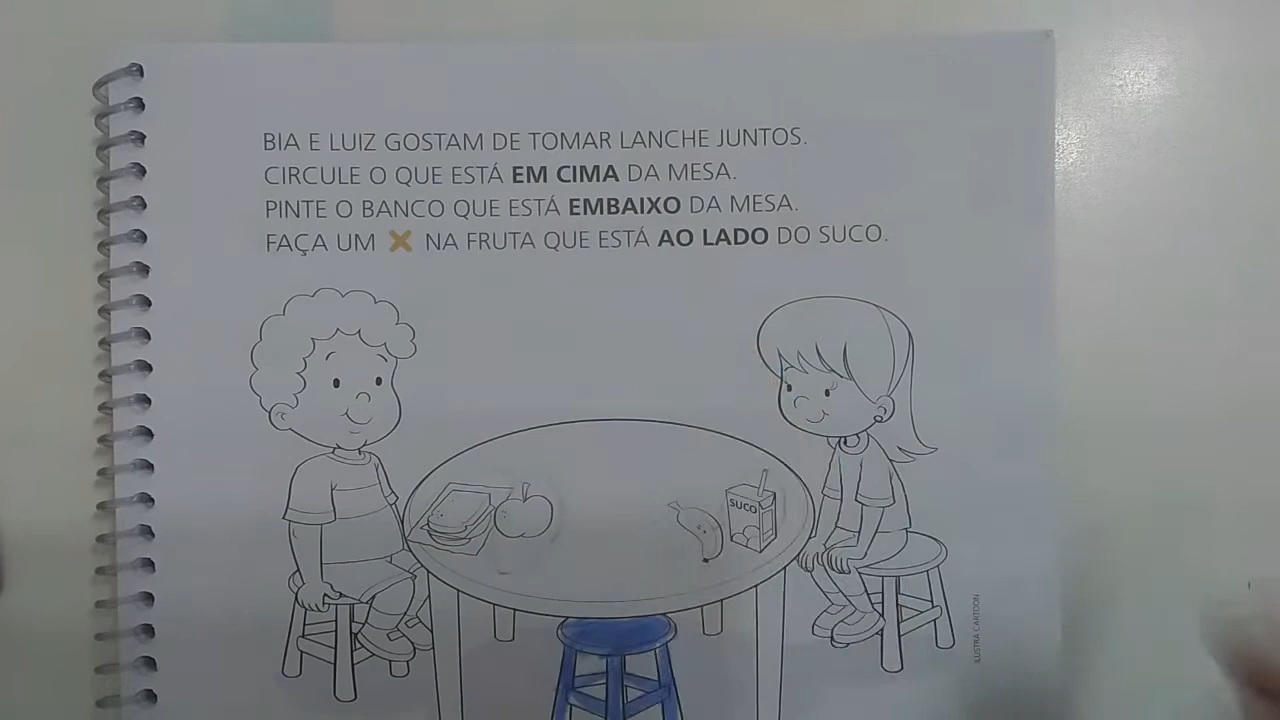 BIA E LUIZ GOSTAM DE TOMAR LANCHE JUNTOS.
CIRCULE O QUE ESTÁ EM CIMA DA MESA.
PINTE O BANCO QUE ESTÁ EMBAIXO DA MESA.
FAÇA UM X NA FRUTA QUE ESTÁ AO LADO DO SUCO.
SUCO
ILUSTRA CARTOON